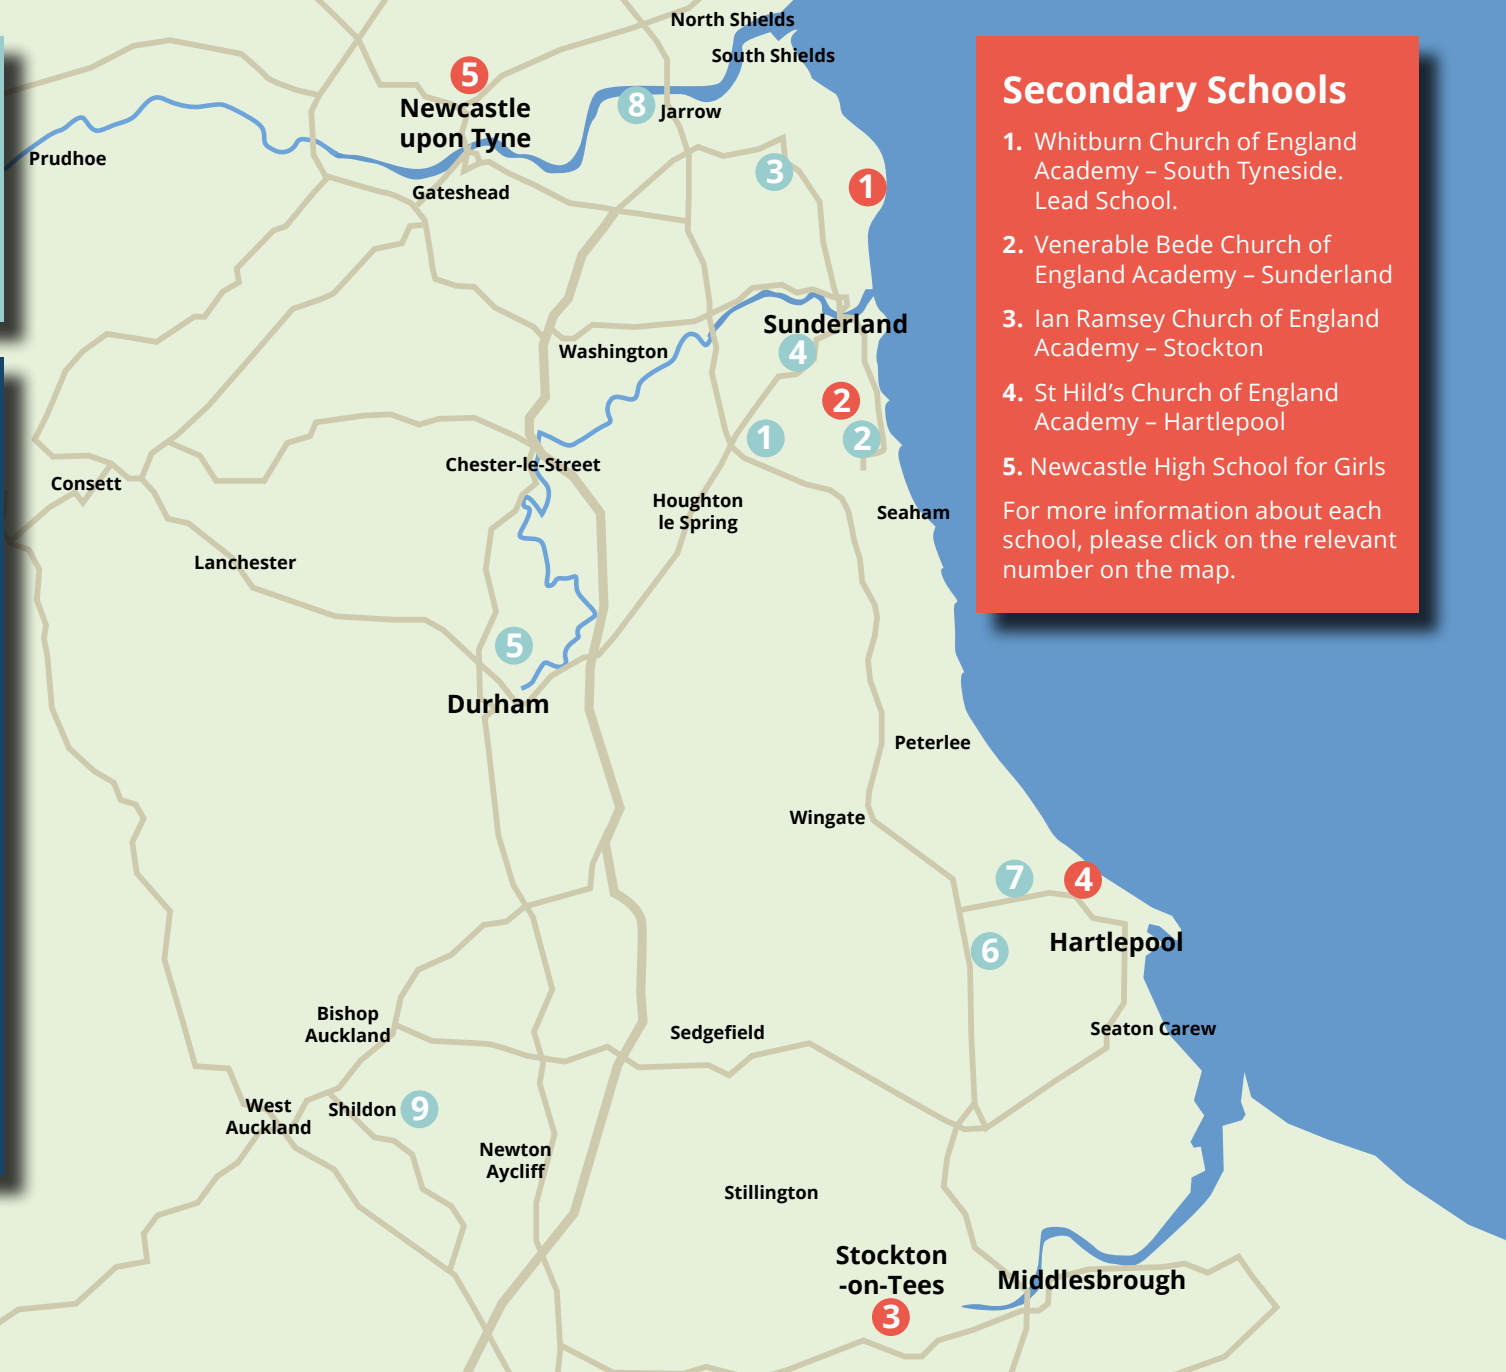 North Shields
South Shields
5
Newcastle
upon Tyne
8
Jarrow
Prudhoe
Gateshead
3
1
Sunderland
Washington
4
2
1
2
Chester-le-Street
Consett
Houghton
le Spring
Seaham
Lanchester
5
Durham
Peterlee
Wingate
7
4
Hartlepool
6
Bishop
Auckland
Sedgefield
Seaton Carew
West
Auckland
Shildon
9
Newton
Aycliff
Stillington
Stockton
-on-Tees
Middlesbrough
3
Secondary Schools
1. Whitburn Church of England
Academy – South Tyneside.
Lead School.
2. Venerable Bede Church of
England Academy – Sunderland
3. Ian Ramsey Church of England
Academy – Stockton
4. St Hild’s Church of England
Academy – Hartlepool
5. Newcastle High School for Girls
For more information about each
school, please click on the relevant
number on the map.